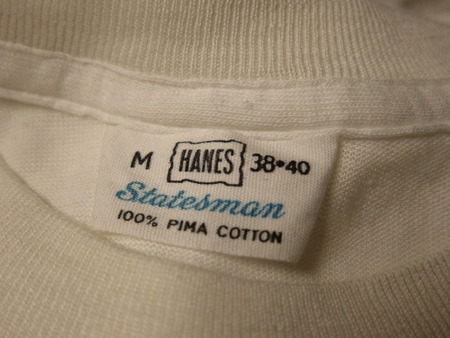 M HANES 38•40
Statesman
100% PIMA COTTON